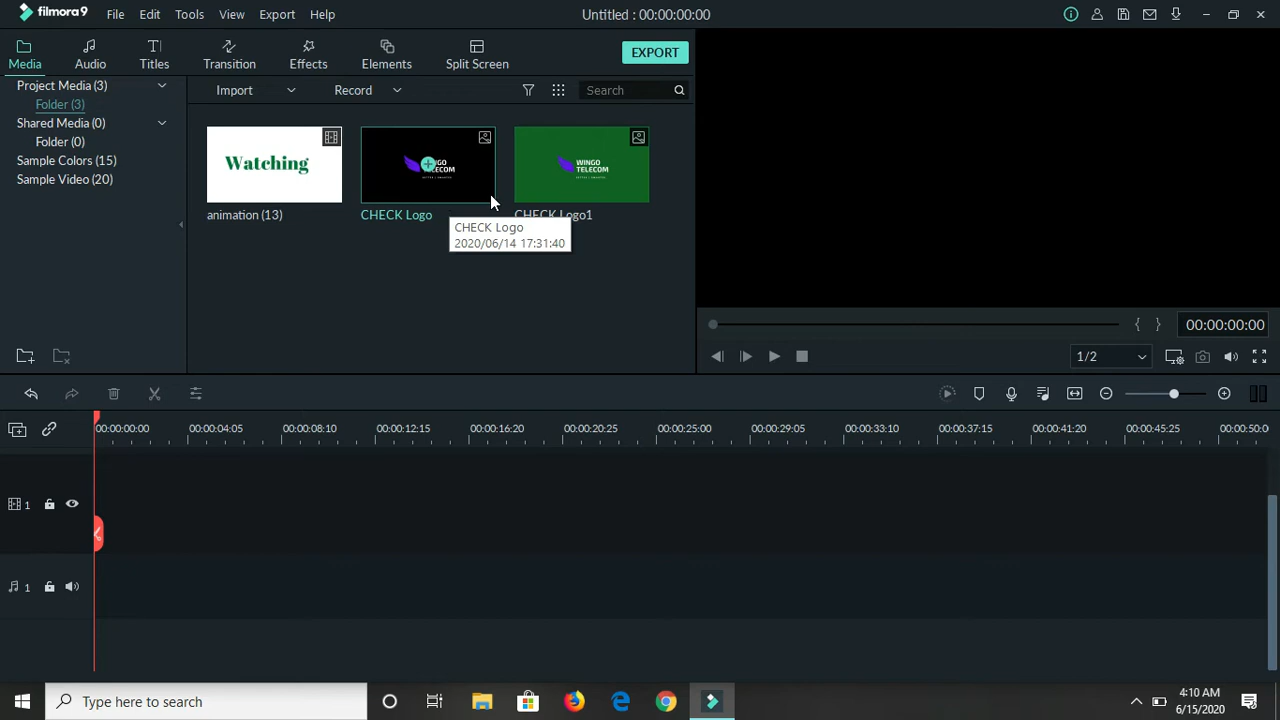 filmora9 File Edit Tools View Export Help Untitled : 00:00:00:00
Media Audio Titles Transition Effects Elements Split Screen EXPORT
Project Media (3)
Folder (3)
Shared Media (0)
Folder (0)
Sample Colors (15)
Sample Video (20)
Import Record Search
Watching
animation (13)
TELECOM
CHECK Logo
WINGO
TELECOM
CHECK Logo1
CHECK Logo
2020/06/14 17:31:40
00:00:00:00
1/2
00:00:00:00 00:00:04:05 00:00:08:10 00:00:12:15 00:00:16:20 00:00:20:25 00:00:25:00 00:00:29:05 00:00:33:10 00:00:37:15 00:00:41:20 00:00:45:25 00:00:50:0
1
1
Type here to search
4:10 AM
6/15/2020